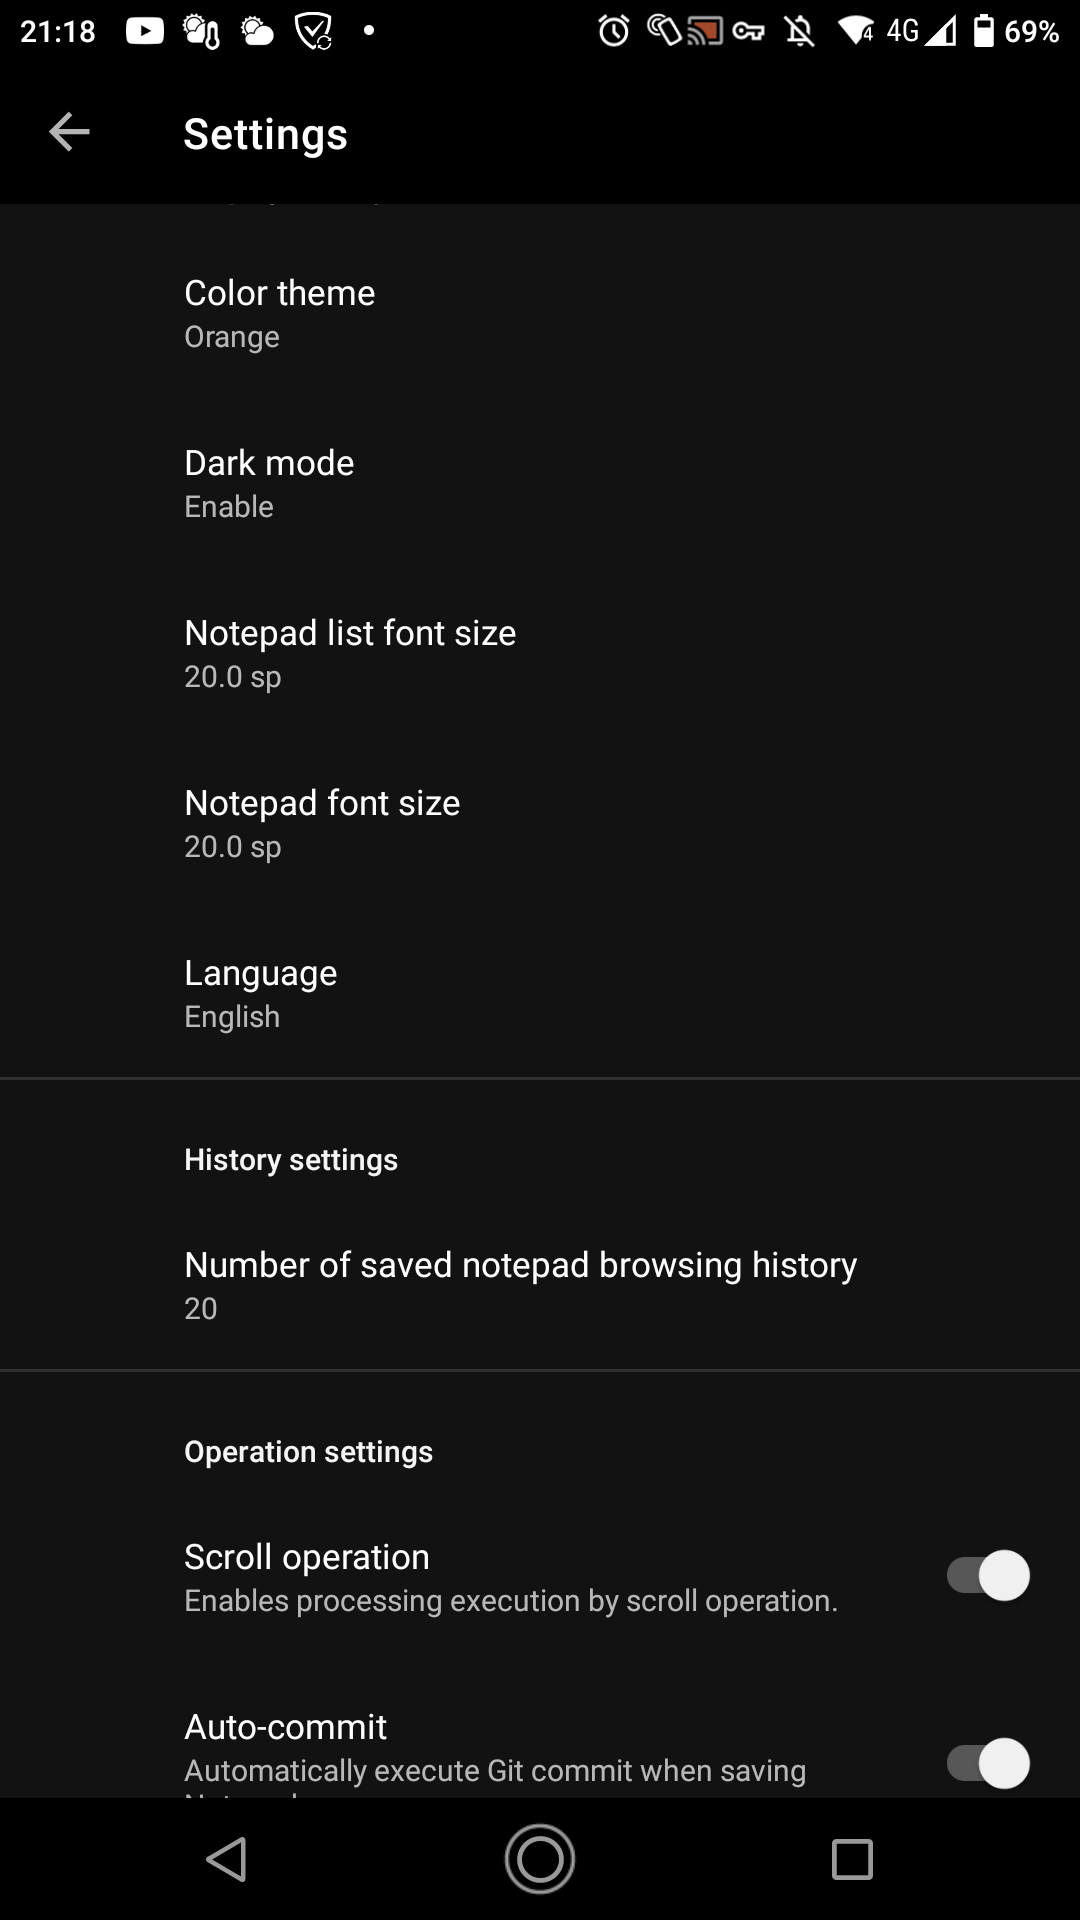 21:18
4
4G
69%
Settings
Color theme
Orange
Dark mode
Enable
Notepad list font size
20.0 sp
Notepad font size
20.0 sp
Language
English
History settings
Number of saved notepad browsing history
20
Operation settings
Scroll operation
Enables processing execution by scroll operation.
Auto-commit
Automatically execute Git commit when saving